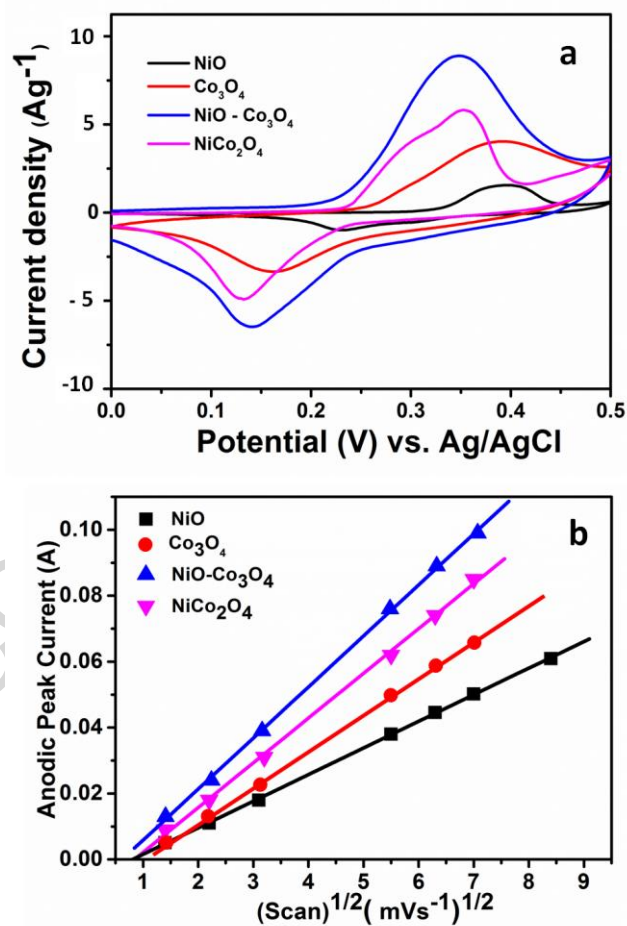 a
NiO
Co₃O₄
NiO - Co₃O₄
NiCo₂O₄
10
5
0
-5
-10
Current density (Ag⁻¹)
0.0 0.1 0.2 0.3 0.4 0.5
Potential (V) vs. Ag/AgCl
b
NiO
Co₃O₄
NiO-Co₃O₄
NiCo₂O₄
0.10
0.08
0.06
0.04
0.02
0.00
Anodic Peak Current (A)
1 2 3 4 5 6 7 8 9
(Scan)¹/²( mVs⁻¹)¹/²